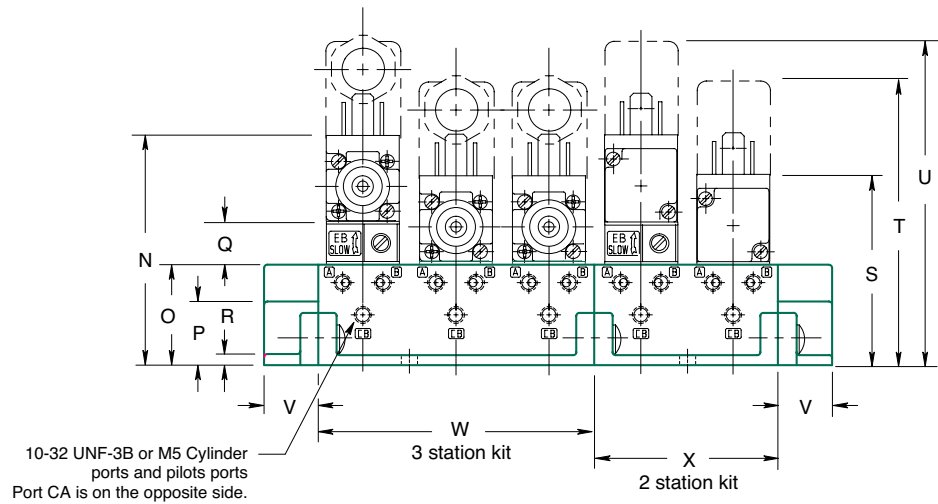 U
T
N
Q
S
O
P
R
EB
SLOW
EB
SLOW
A B
A B
A B
A B
A B
CB
CB
CB
CB
CB
V
W
3 station kit
X
2 station kit
V
10-32 UNF-3B or M5 Cylinder
ports and pilots ports
Port CA is on the opposite side.